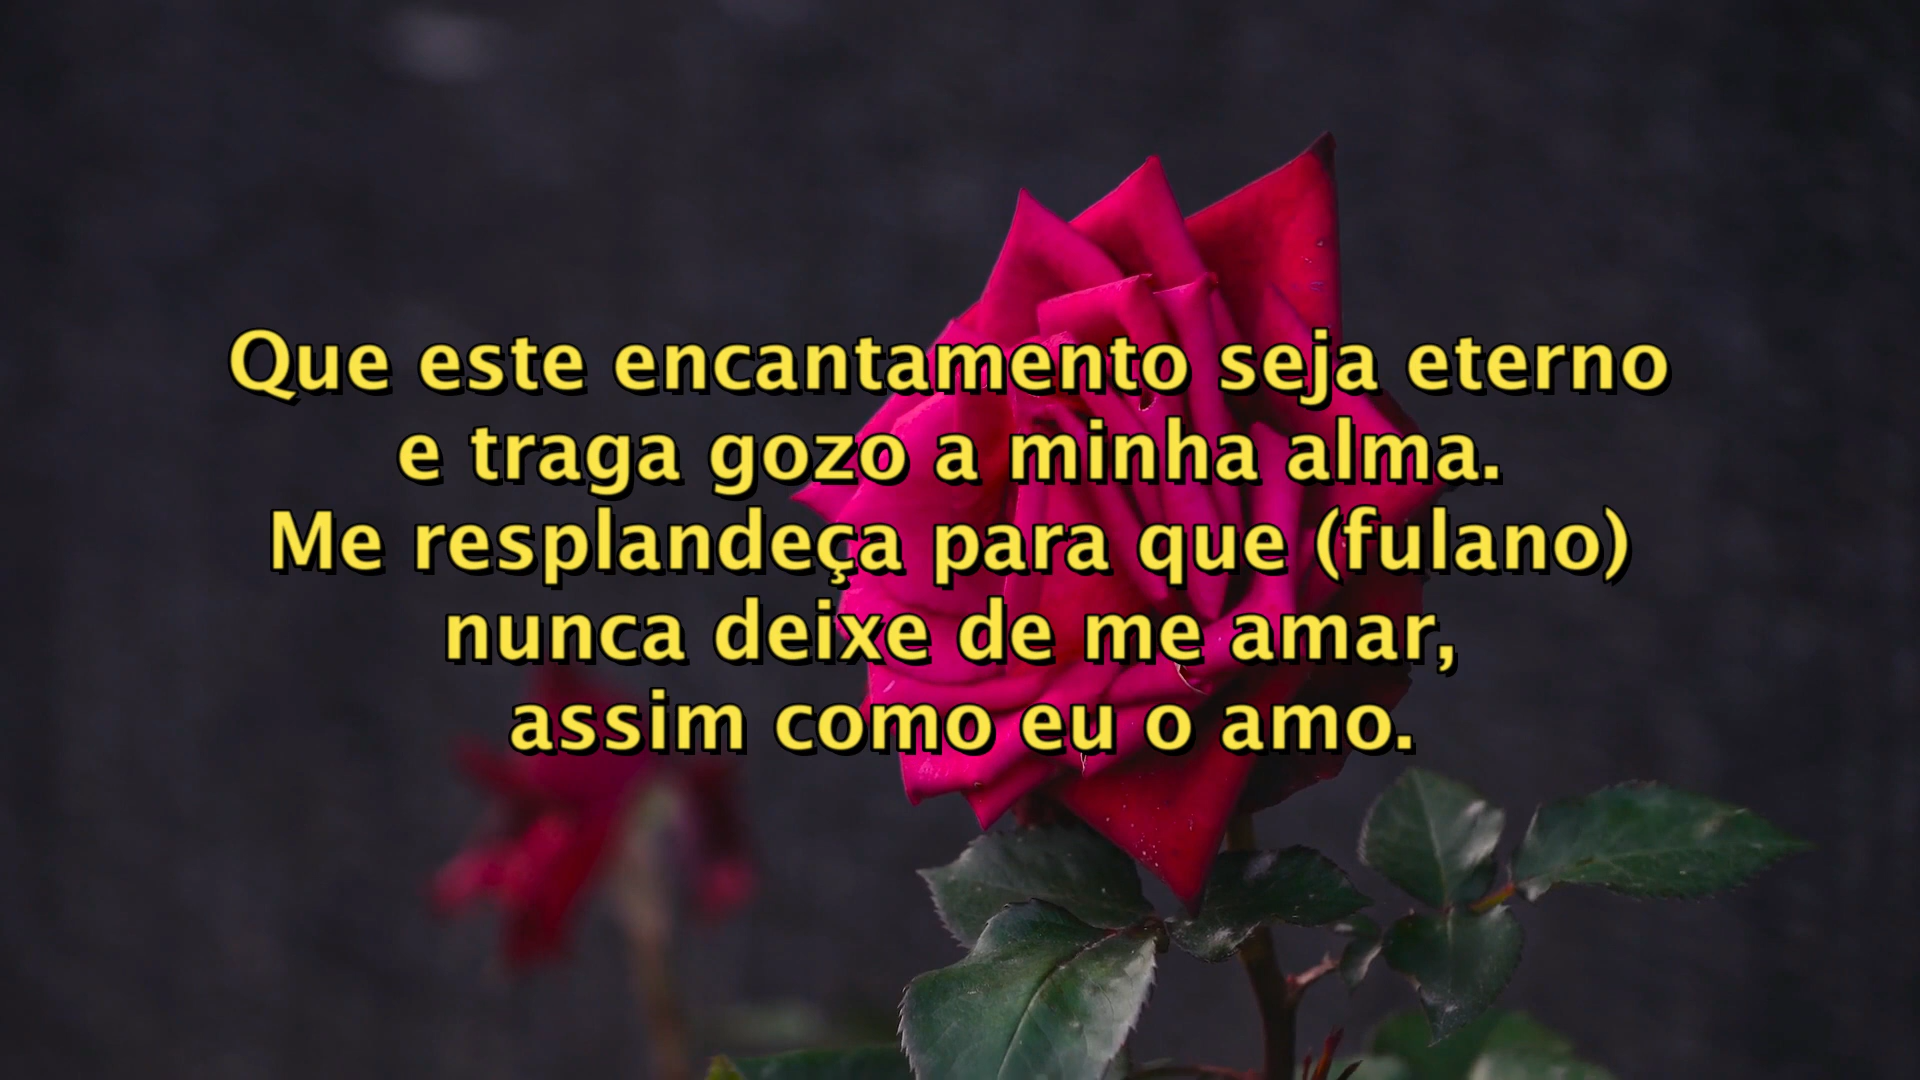 Que este encantamento seja eterno
e traga gozo a minha alma.
Me resplandeça para que (fulano)
nunca deixe de me amar,
assim como eu o amo.